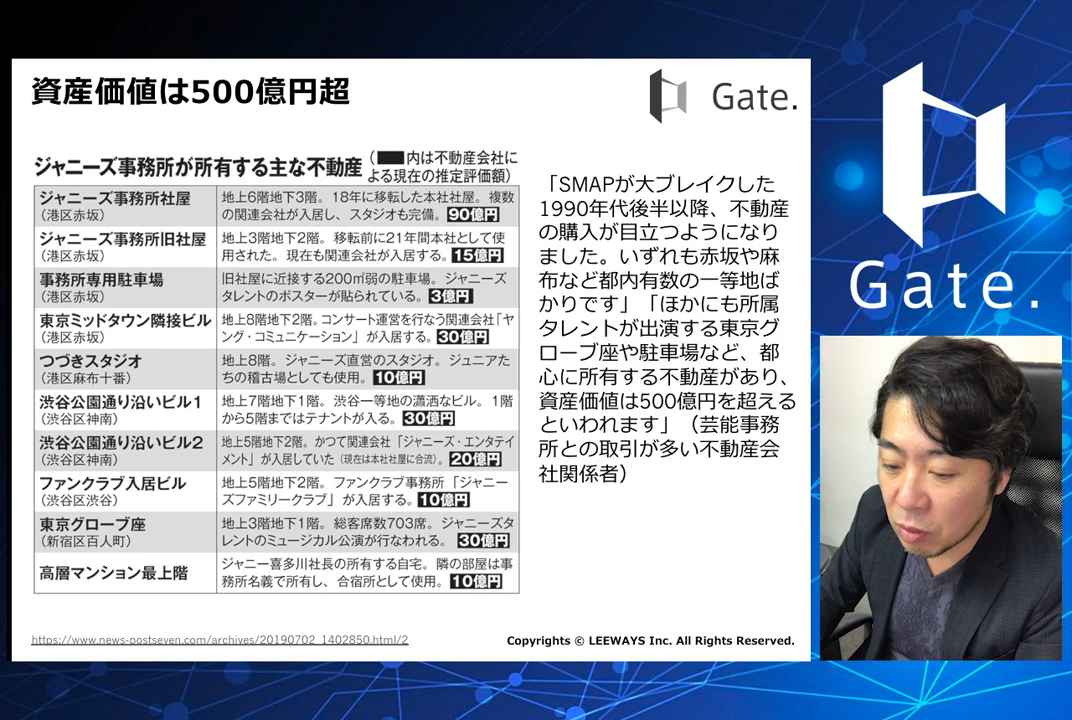 資産価値は500億円超
Gate.
ジャニーズ事務所が所有する主な不動産（■内は不動産会社に
よる現在の推定評価額）
ジャニーズ事務所社屋
（港区赤坂）
地上6階地下3階。18年に移転した本社社屋。複数
の関連会社が入居し、スタジオも完備。90億円
ジャニーズ事務所旧社屋
（港区赤坂）
地上3階地下2階。移転前に21年間本社として使
用された。現在も関連会社が入居する。15億円
事務所専用駐車場
（港区赤坂）
旧社屋に近接する200㎡弱の駐車場。ジャニーズ
タレントのポスターが貼られている。3億円
東京ミッドタウン隣接ビル
（港区赤坂）
地上8階地下2階。コンサート運営を行なう関連会社「ヤ
ング・コミュニケーション」が入居する。30億円
つづきスタジオ
（港区麻布十番）
地上8階。ジャニーズ直営のスタジオ。ジュニアた
ちの稽古場としても使用。10億円
渋谷公園通り沿いビル1
（渋谷区神南）
地上7階地下1階。渋谷一等地の瀟洒なビル。1階
から5階まではテナントが入る。30億円
渋谷公園通り沿いビル2
（渋谷区神南）
地上5階地下2階。かつて関連会社「ジャニーズ・エンタテイ
メント」が入居していた（現在は本社社屋に合流）。20億円
ファンクラブ入居ビル
（渋谷区渋谷）
地上5階地下2階。ファンクラブ事務所「ジャニー
ズファミリークラブ」が入居する。10億円
東京グローブ座
（新宿区百人町）
地上3階地下1階。総客席数703席。ジャニーズタ
レントのミュージカル公演が行なわれる。30億円
高層マンション最上階
ジャニー喜多川社長の所有する自宅。隣の部屋は事
務所名義で所有し、合宿所として使用。10億円
「SMAPが大ブレイクした
1990年代後半以降、不動産
の購入が目立つようになり
ました。いずれも赤坂や麻
布など都内有数の一等地ば
かりです」「ほかにも所属
タレントが出演する東京グ
ローブ座や駐車場など、都
心に所有する不動産があり、
資産価値は500億円を超える
といわれます」（芸能事務
所との取引が多い不動産会
社関係者）
https://www.news-postseven.com/archives/20190702_1402850.html/2
Copyrights © LEEWAYS Inc. All Rights Reserved.
Gate.